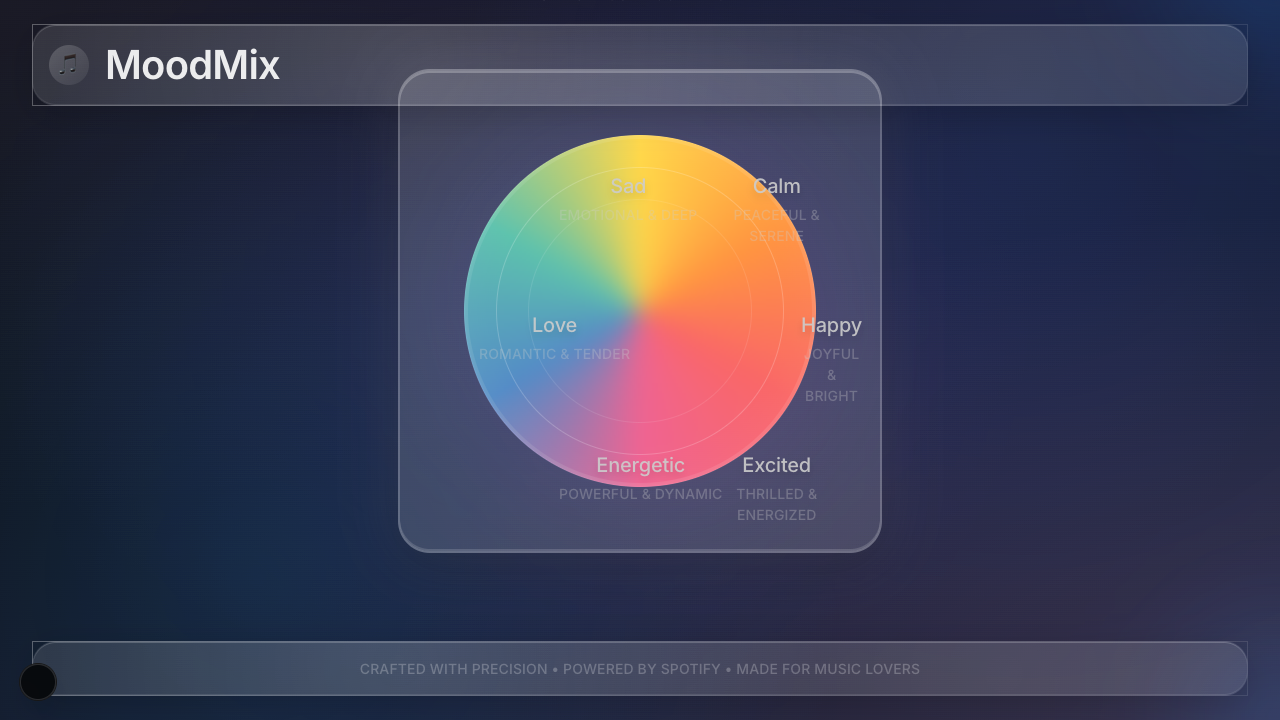 MoodMix
Sad
EMOTIONAL & DEEP
Calm
PEACEFUL &
SERENE
Love
ROMANTIC & TENDER
Happy
JOYFUL
&
BRIGHT
Energetic
POWERFUL & DYNAMIC
Excited
THRILLED &
ENERGIZED
CRAFTED WITH PRECISION • POWERED BY SPOTIFY • MADE FOR MUSIC LOVERS